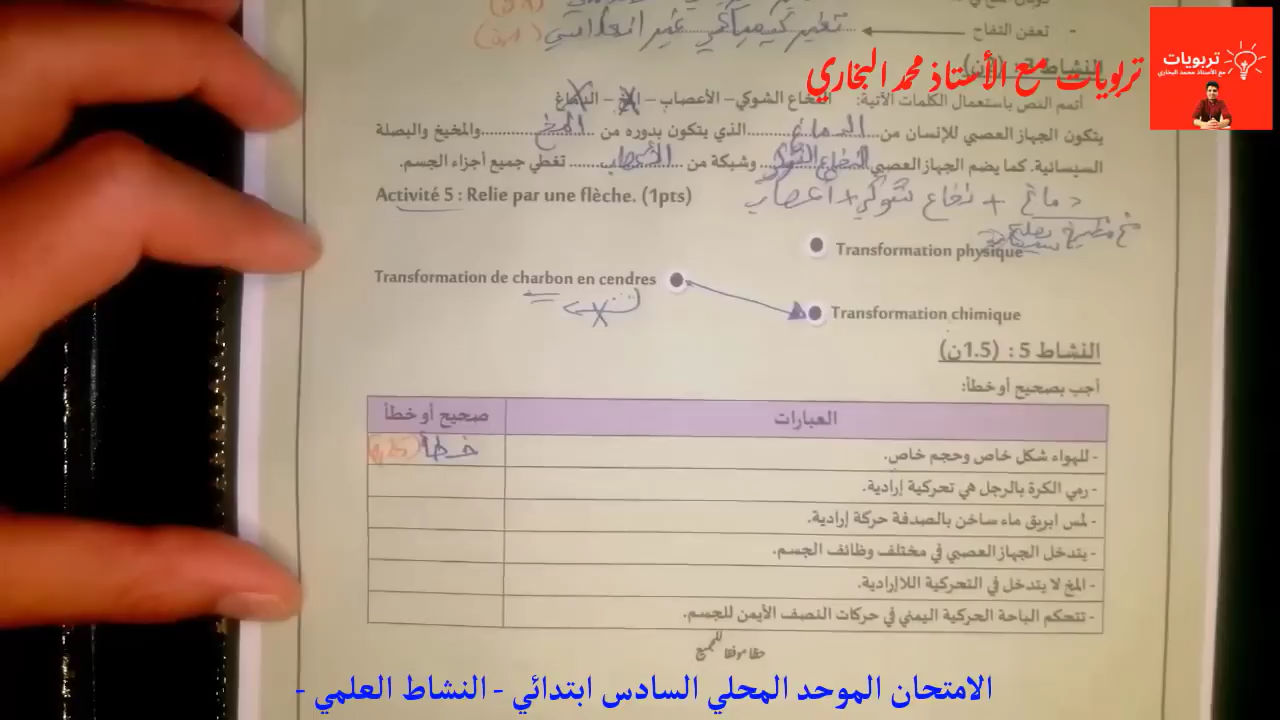 - تعفن التفاح تغير كيميائي غير انعكاسي
تربويات
مع الأستاذ محمد البخاري
تربويات مع الأستاذ محمد البخاري
أتمم النص باستعمال الكلمات الآتية: النخاع الشوكي – الأعصاب – المخ – الدماغ
يتكون الجهاز العصبي للإنسان من الدماغ الذي يتكون بدوره من المخ والمخيخ والبصلة
السيسائية. كما يضم الجهاز العصبي النخاع الشوكي وشبكة من الأعصاب تغطي جميع أجزاء الجسم.
Activité 5 : Relie par une flèche. (1pts)
دماغ + نخاع شوكي + أعصاب
Transformation physique
Transformation de charbon en cendres
Transformation chimique
النشاط 5 : (1.5ن)
أجب بصحيح أو خطأ:
العبارات صحيح أو خطأ
- للهواء شكل خاص وحجم خاص. خطأ
- رمي الكرة بالرجل هي تحركية إرادية.
- لمس ابريق ماء ساخن بالصدفة حركة إرادية.
- يتدخل الجهاز العصبي في مختلف وظائف الجسم.
- المخ لا يتدخل في التحركية اللاإرادية.
- تتحكم الباحة الحركية اليمنى في حركات النصف الأيمن للجسم.
حظا موفقا للجميع
الامتحان الموحد المحلي السادس ابتدائي - النشاط العلمي -